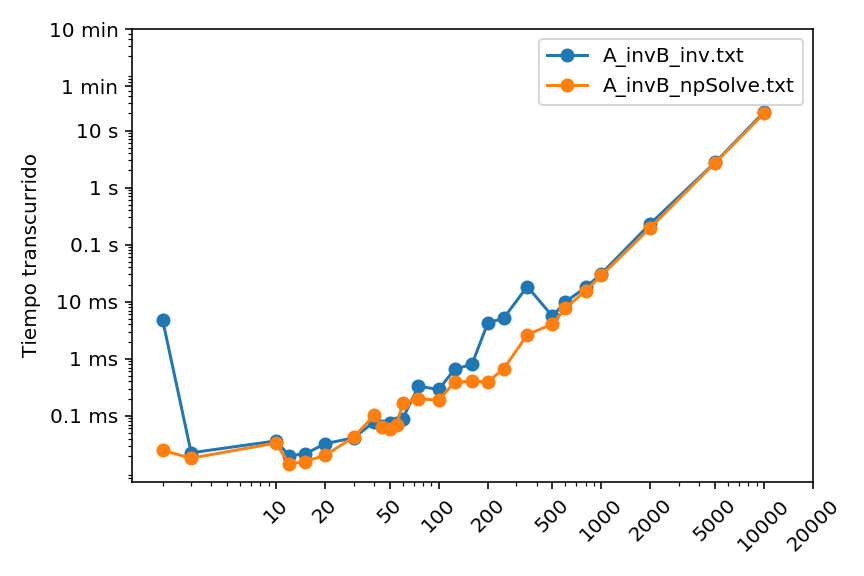 10 min
1 min
10 s
1 s
0.1 s
10 ms
1 ms
0.1 ms
Tiempo transcurrido
A_invB_inv.txt
A_invB_npSolve.txt
10
20
50
100
200
500
1000
2000
5000
10000
20000